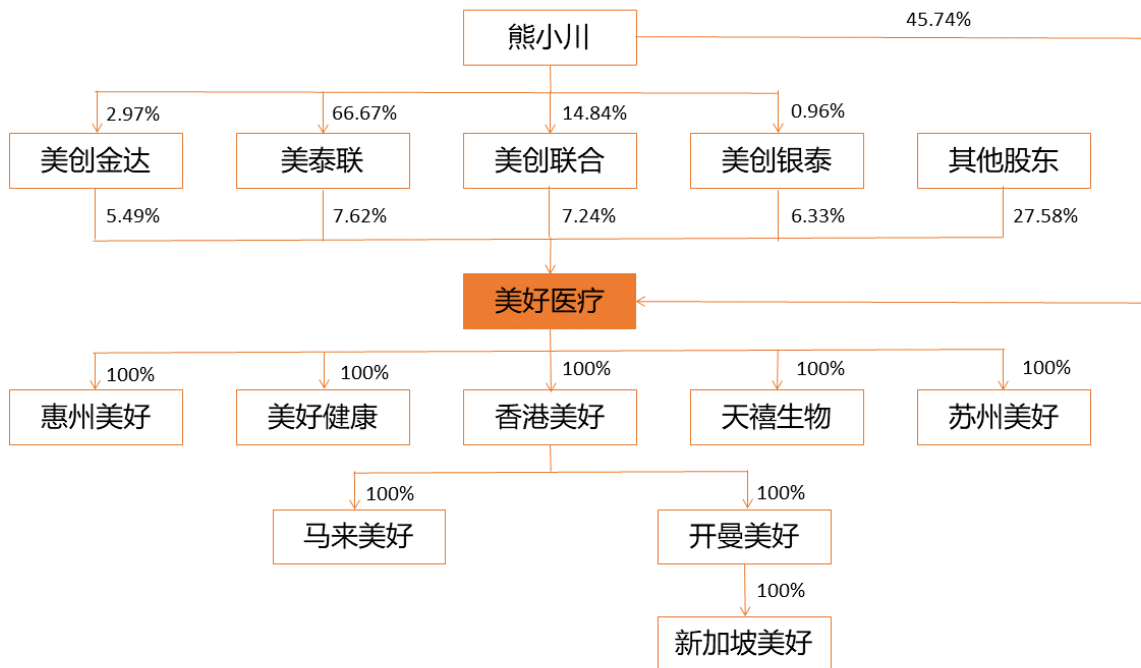 熊小川
45.74%
2.97%
66.67%
14.84%
0.96%
美创金达
美泰联
美创联合
美创银泰
其他股东
5.49%
7.62%
7.24%
6.33%
27.58%
美好医疗
100%
100%
100%
100%
100%
惠州美好
美好健康
香港美好
天禧生物
苏州美好
100%
100%
马来美好
开曼美好
100%
新加坡美好